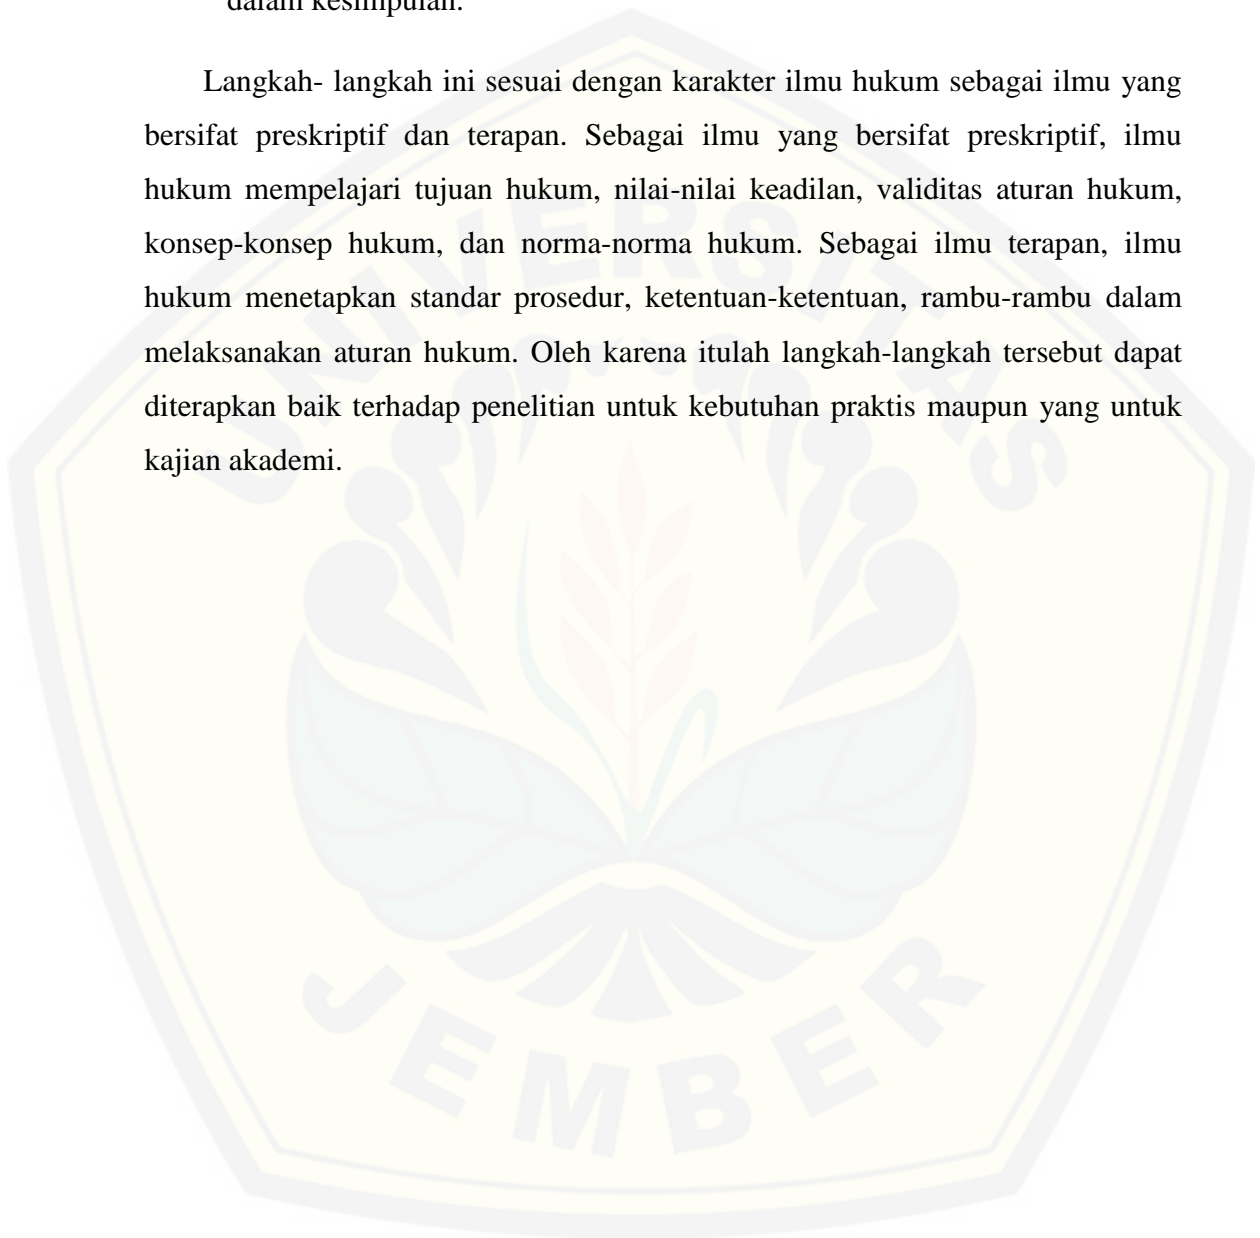 dalam kesimpulan.
Langkah- langkah ini sesuai dengan karakter ilmu hukum sebagai ilmu yang
bersifat preskriptif dan terapan. Sebagai ilmu yang bersifat preskriptif, ilmu
hukum mempelajari tujuan hukum, nilai-nilai keadilan, validitas aturan hukum,
konsep-konsep hukum, dan norma-norma hukum. Sebagai ilmu terapan, ilmu
hukum menetapkan standar prosedur, ketentuan-ketentuan, rambu-rambu dalam
melaksanakan aturan hukum. Oleh karena itulah langkah-langkah tersebut dapat
diterapkan baik terhadap penelitian untuk kebutuhan praktis maupun yang untuk
kajian akademi.
UNIVERSITAS
JEMBER